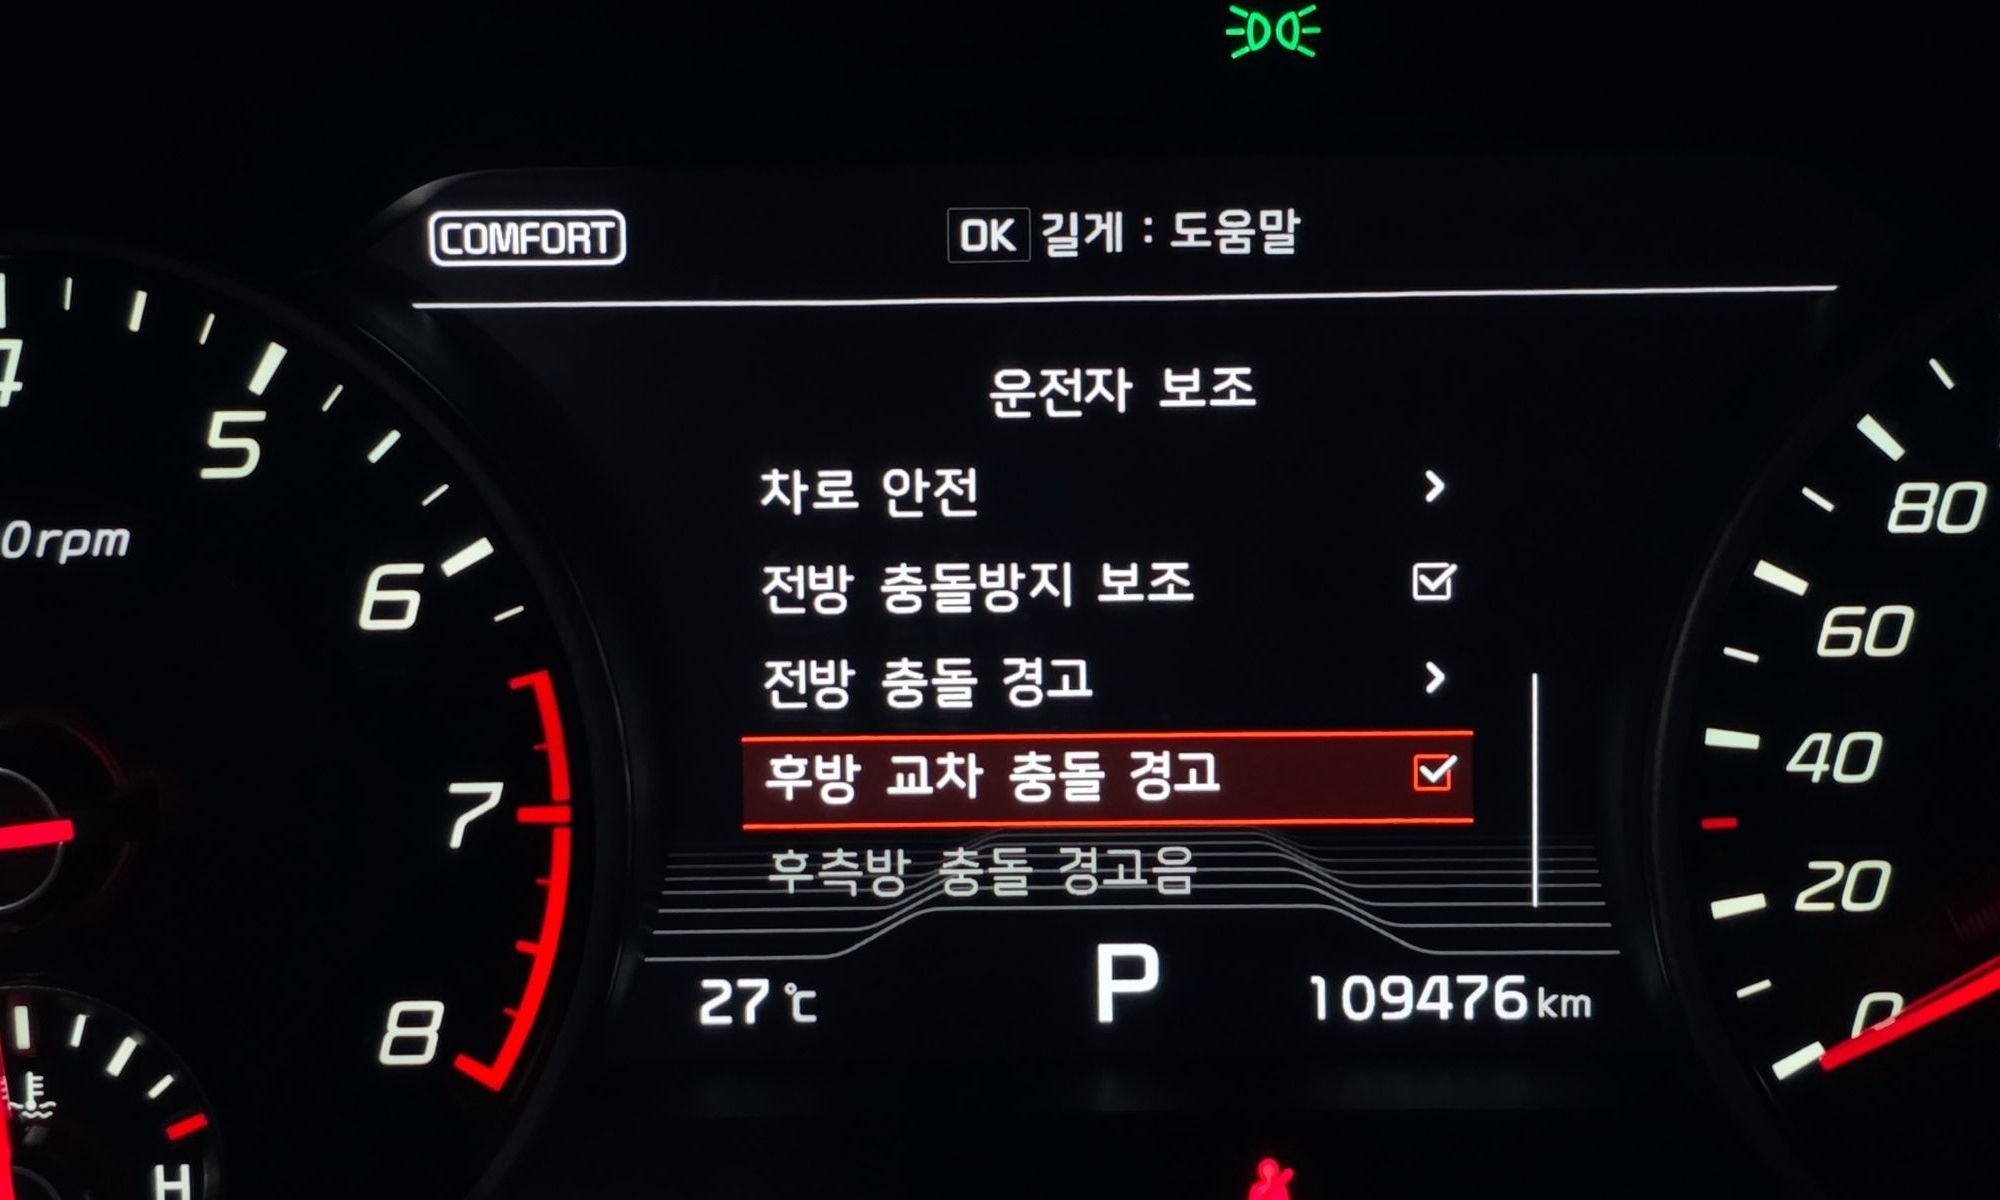 COMFORT
OK 길게 : 도움말
운전자 보조
차로 안전
전방 충돌방지 보조
전방 충돌 경고
후방 교차 충돌 경고
후측방 충돌 경고음
27℃
P
109476 km
4
5
0rpm
6
7
8
H
80
60
40
20
0